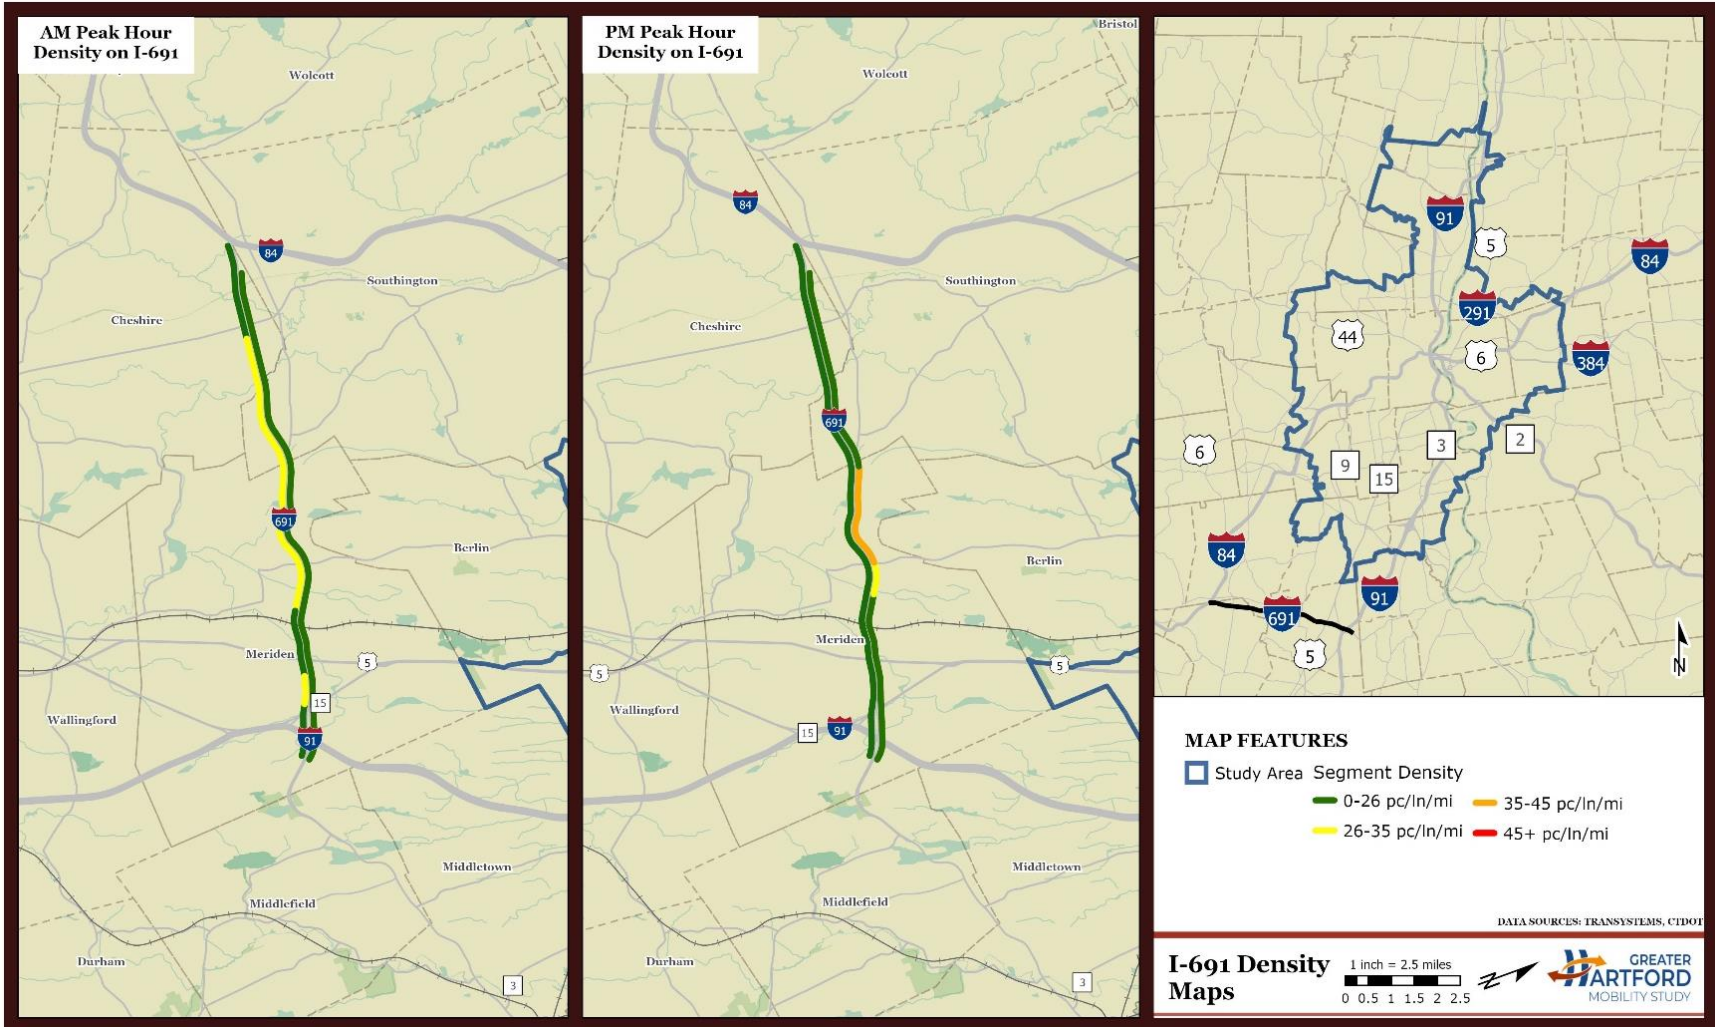 AM Peak Hour
Density on I-691
Wolcott
84
Southington
Cheshire
691
Berlin
Meriden
5
15
Wallingford
91
Middletown
Middlefield
Durham
3
PM Peak Hour
Density on I-691
Bristol
Wolcott
84
Southington
Cheshire
691
Berlin
Meriden
5
5
Wallingford
15
91
Middletown
Middlefield
Durham
3
91
5
84
291
44
6
384
6
3
2
9
15
84
91
691
5
N
MAP FEATURES
Study Area
Segment Density
0-26 pc/ln/mi
35-45 pc/ln/mi
26-35 pc/ln/mi
45+ pc/ln/mi
DATA SOURCES: TRANSYSTEMS, CTDOT
I-691 Density
Maps
1 inch = 2.5 miles
0 0.5 1 1.5 2 2.5
N
GREATER
HARTFORD
MOBILITY STUDY